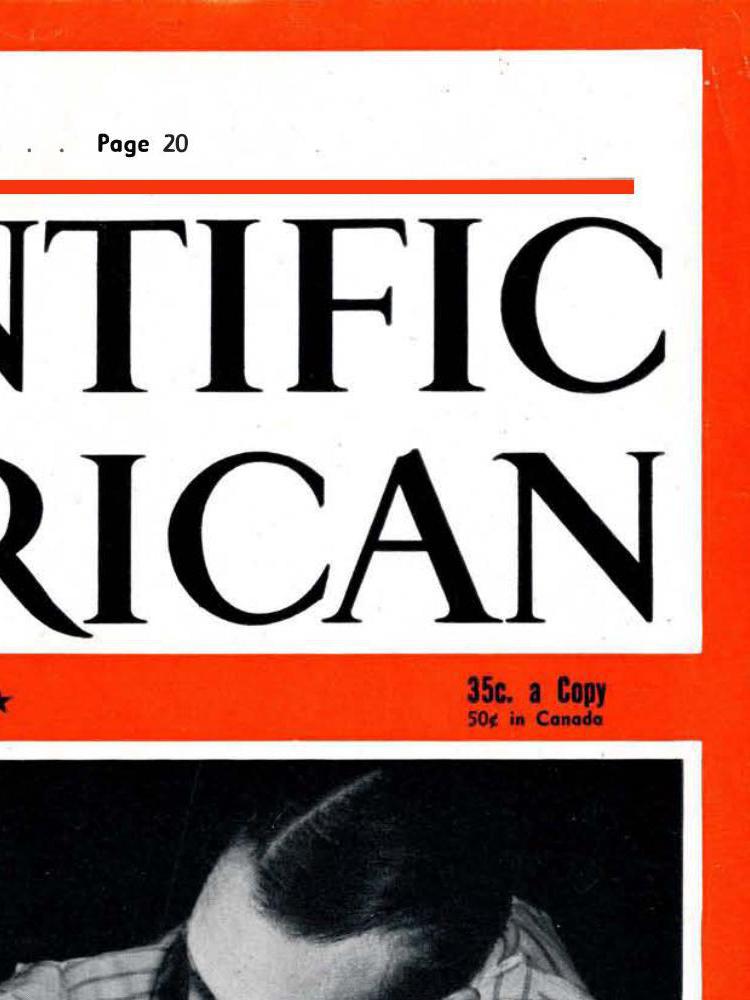 . . Page 20
NTIFIC
RICAN
★ 35c. a Copy
50¢ in Canada